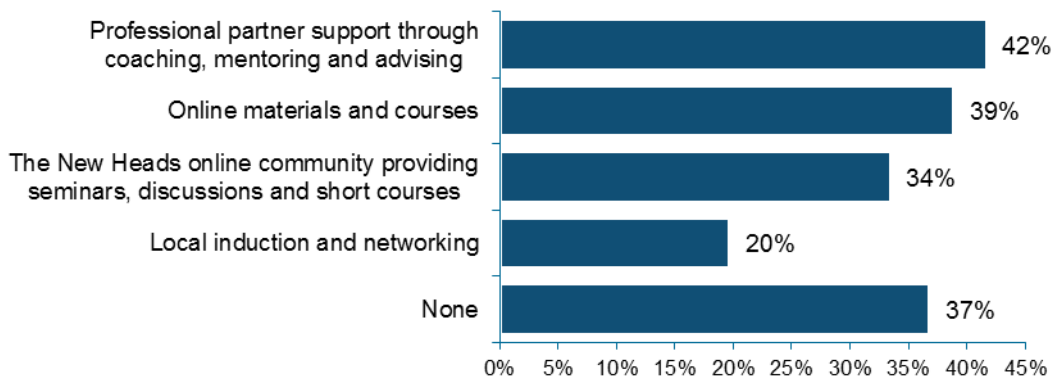 Professional partner support through
coaching, mentoring and advising
42%
Online materials and courses
39%
The New Heads online community providing
seminars, discussions and short courses
34%
Local induction and networking
20%
None
37%
0% 5% 10% 15% 20% 25% 30% 35% 40% 45%